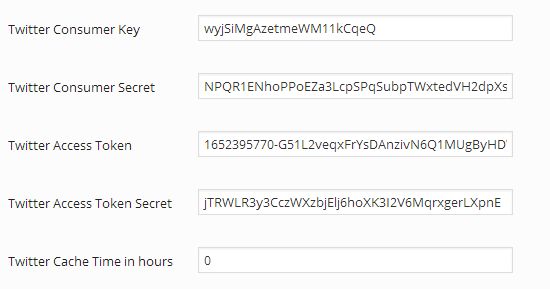 Twitter Consumer Key wyjSiMgAzetmeWM11kCqeQ
Twitter Consumer Secret NPQR1ENhoPPoEZa3LcpSPqSubpTWxtedVH2dpXs
Twitter Access Token 1652395770-G51L2veqxFrYsDAnzivN6Q1MUgByHD
Twitter Access Token Secret jTRWLR3y3CczWXzbjElj6hoXK3I2V6MqrxgerLXpnE
Twitter Cache Time in hours 0